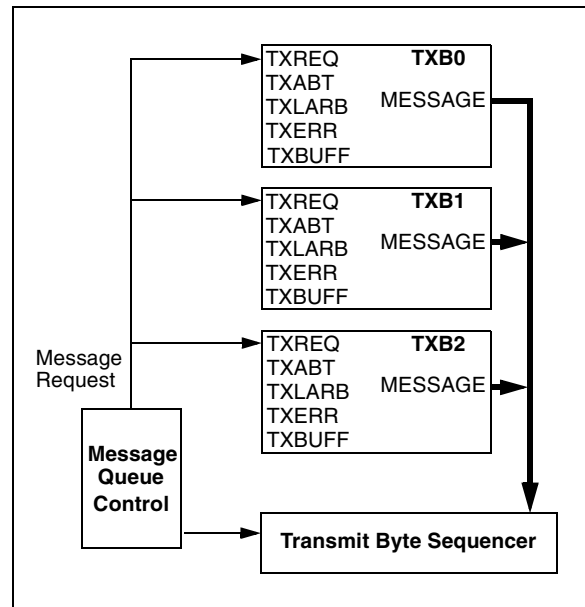 TXREQ TXB0
TXABT
TXLARB MESSAGE
TXERR
TXBUFF
TXREQ TXB1
TXABT
TXLARB MESSAGE
TXERR
TXBUFF
TXREQ TXB2
TXABT
TXLARB MESSAGE
TXERR
TXBUFF
Message
Request
Message
Queue
Control
Transmit Byte Sequencer